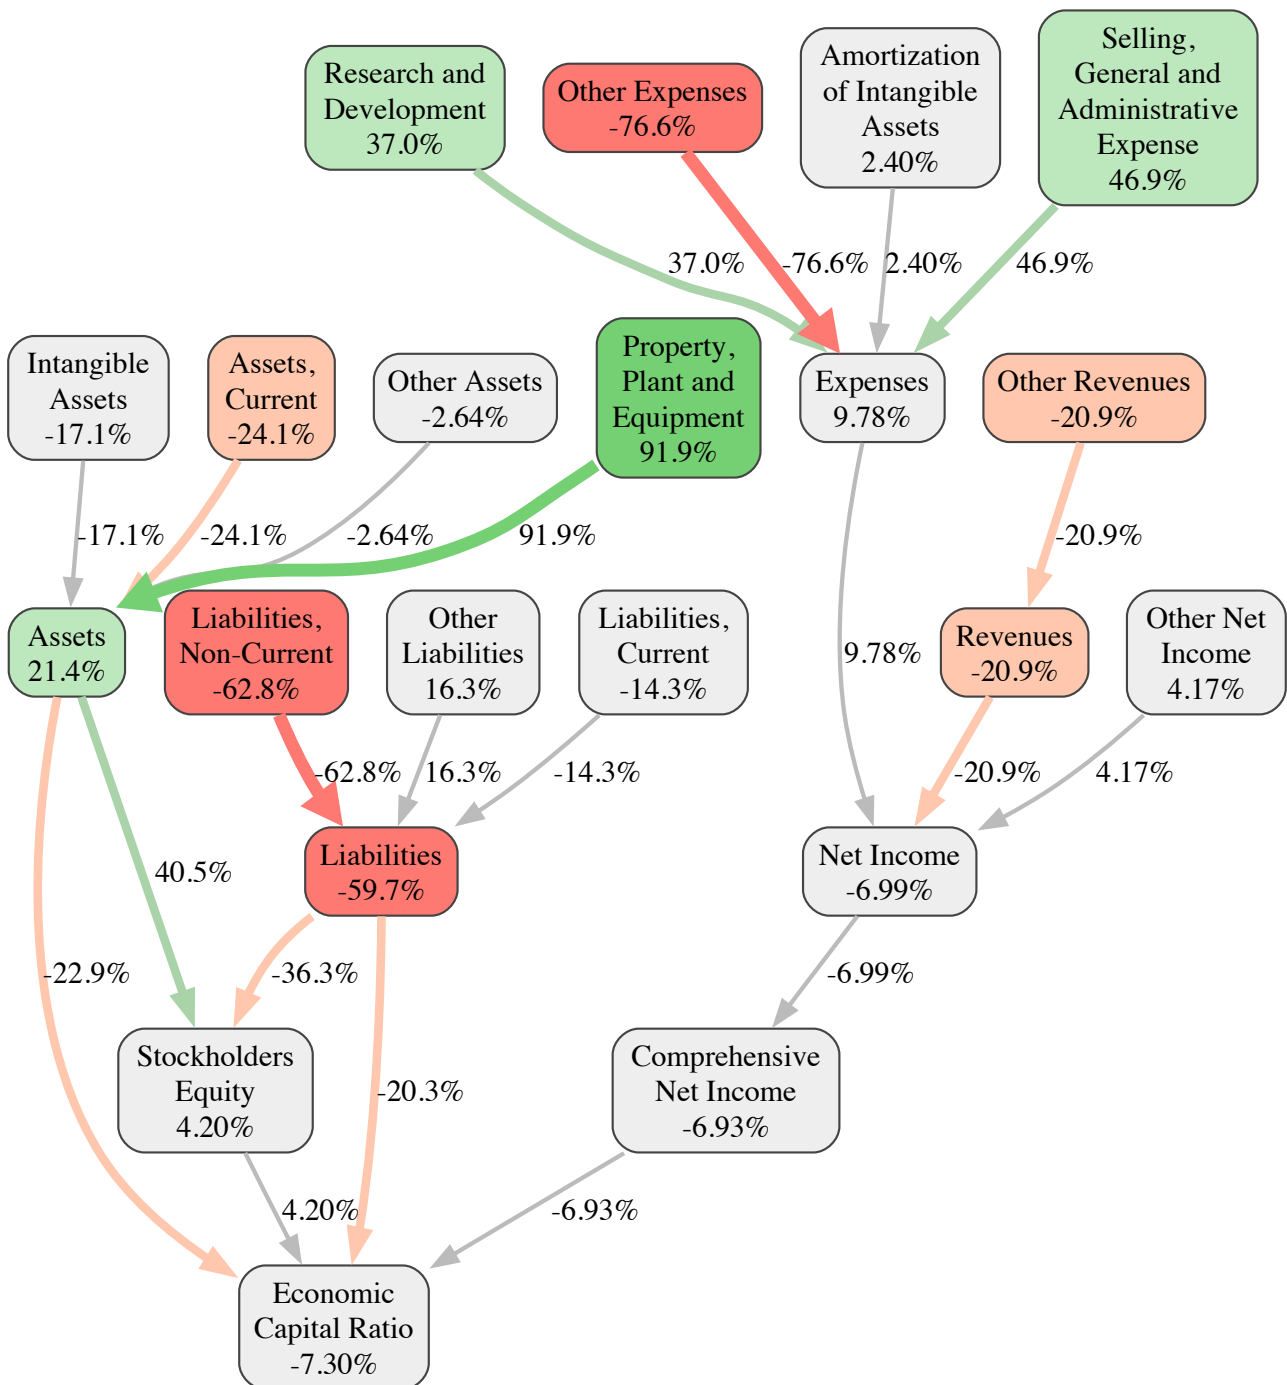 Research and
Development
37.0%
Other Expenses
-76.6%
Amortization
of Intangible
Assets
2.40%
Selling,
General and
Administrative
Expense
46.9%
37.0%
-76.6%
2.40%
46.9%
Intangible
Assets
-17.1%
Assets,
Current
-24.1%
Other Assets
-2.64%
Property,
Plant and
Equipment
91.9%
Expenses
9.78%
Other Revenues
-20.9%
-17.1%
-24.1%
-2.64%
91.9%
-20.9%
Assets
21.4%
Liabilities,
Non-Current
-62.8%
Other
Liabilities
16.3%
Liabilities,
Current
-14.3%
9.78%
Revenues
-20.9%
Other Net
Income
4.17%
-62.8%
16.3%
-14.3%
-20.9%
4.17%
40.5%
Liabilities
-59.7%
Net Income
-6.99%
-22.9%
-36.3%
-6.99%
Stockholders
Equity
4.20%
-20.3%
Comprehensive
Net Income
-6.93%
4.20%
-6.93%
Economic
Capital Ratio
-7.30%